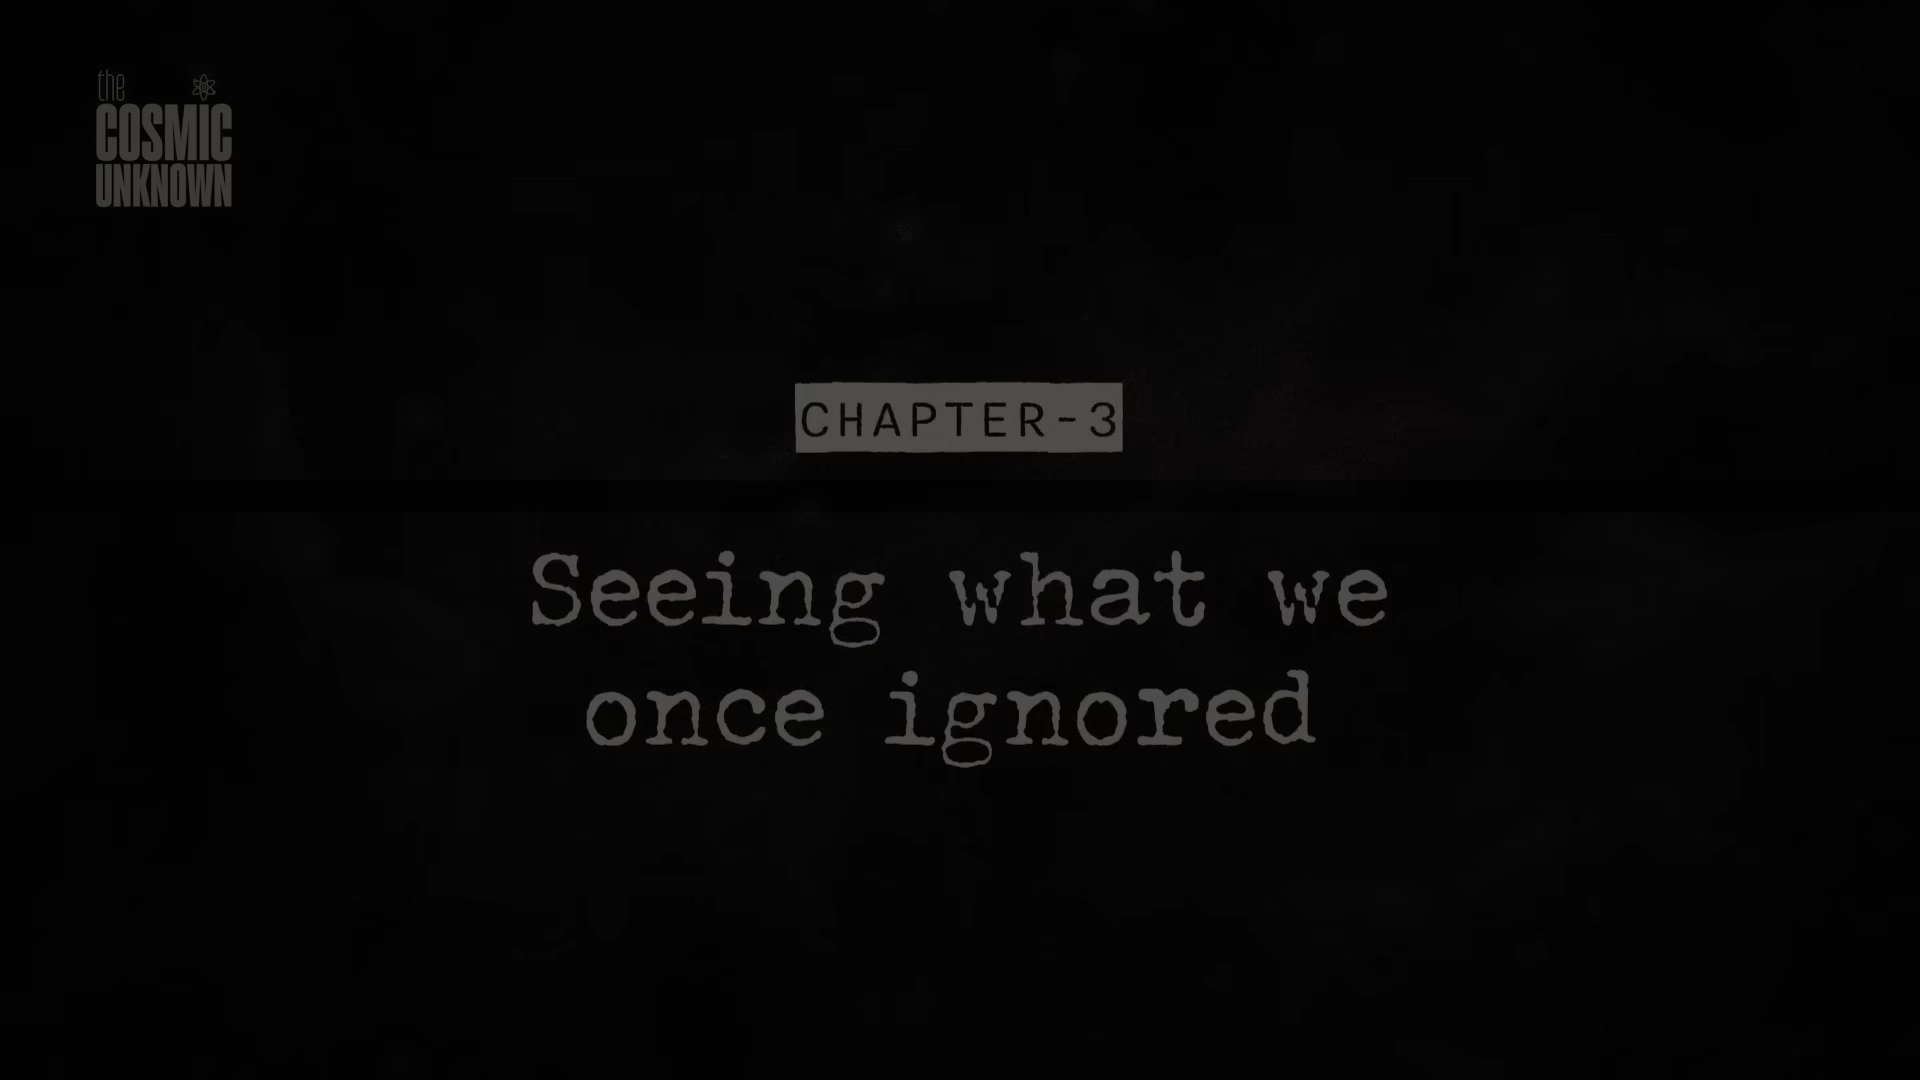 the
COSMIC
UNKNOWN
CHAPTER-3
Seeing what we
once ignored